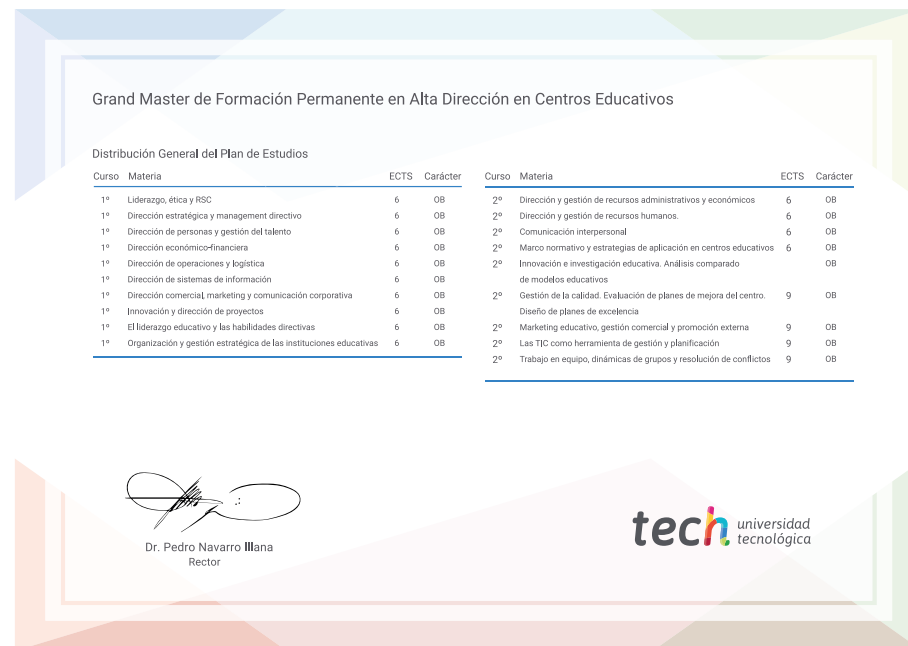 Grand Master de Formación Permanente en Alta Dirección en Centros Educativos
Distribución General del Plan de Estudios
Curso Materia ECTS Carácter
1º Liderazgo, ética y RSC 6 OB
1º Dirección estratégica y management directivo 6 OB
1º Dirección de personas y gestión del talento 6 OB
1º Dirección económico-financiera 6 OB
1º Dirección de operaciones y logística 6 OB
1º Dirección de sistemas de información 6 OB
1º Dirección comercial, marketing y comunicación corporativa 6 OB
1º Innovación y dirección de proyectos 6 OB
1º El liderazgo educativo y las habilidades directivas 6 OB
1º Organización y gestión estratégica de las instituciones educativas 6 OB
Curso Materia ECTS Carácter
2º Dirección y gestión de recursos administrativos y económicos 6 OB
2º Dirección y gestión de recursos humanos. 6 OB
2º Comunicación interpersonal 6 OB
2º Marco normativo y estrategias de aplicación en centros educativos 6 OB
2º Innovación e investigación educativa. Análisis comparado OB
de modelos educativos
2º Gestión de la calidad. Evaluación de planes de mejora del centro. 9 OB
Diseño de planes de excelencia
2º Marketing educativo, gestión comercial y promoción externa 9 OB
2º Las TIC como herramienta de gestión y planificación 9 OB
2º Trabajo en equipo, dinámicas de grupos y resolución de conflictos 9 OB
Dr. Pedro Navarro Illana
Rector
tech universidad
tecnológica